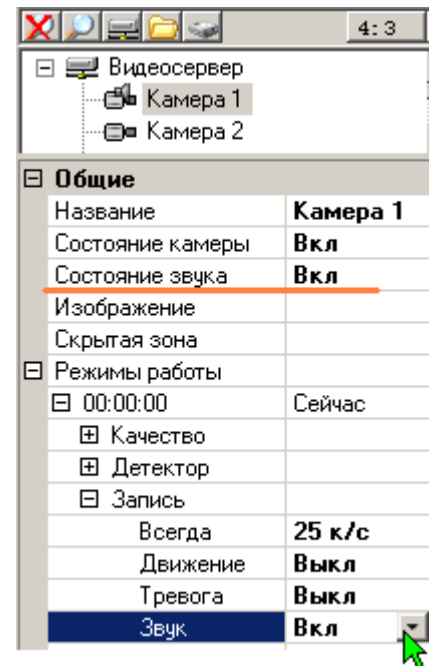 4:3
Видеосервер
Камера 1
Камера 2
Общие
Название Камера 1
Состояние камеры Вкл
Состояние звука Вкл
Изображение
Скрытая зона
Режимы работы
00:00:00 Сейчас
Качество
Детектор
Запись
Всегда 25 к/с
Движение Выкл
Тревога Выкл
Звук Вкл